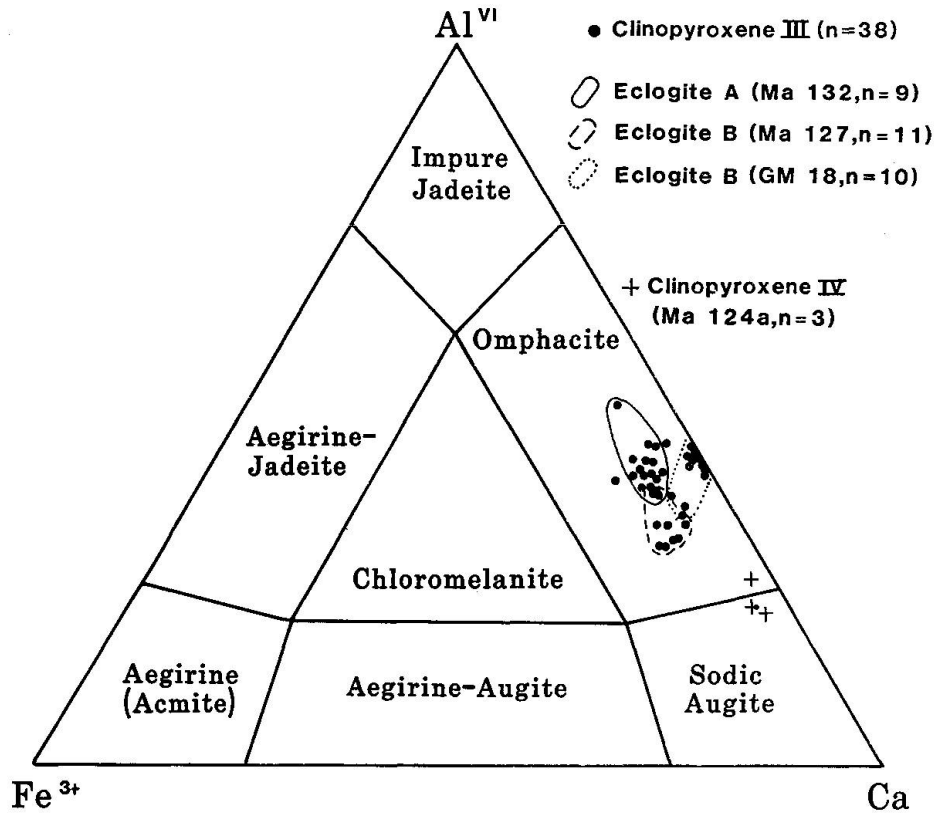 Al VI
● Clinopyroxene III (n=38)
Eclogite A (Ma 132,n=9)
Eclogite B (Ma 127,n=11)
Eclogite B (GM 18,n=10)
Impure
Jadeite
+ Clinopyroxene IV
(Ma 124a,n=3)
Omphacite
Aegirine-
Jadeite
Chloromelanite
Aegirine
(Acmite)
Aegirine-Augite
Sodic
Augite
Fe 3+
Ca